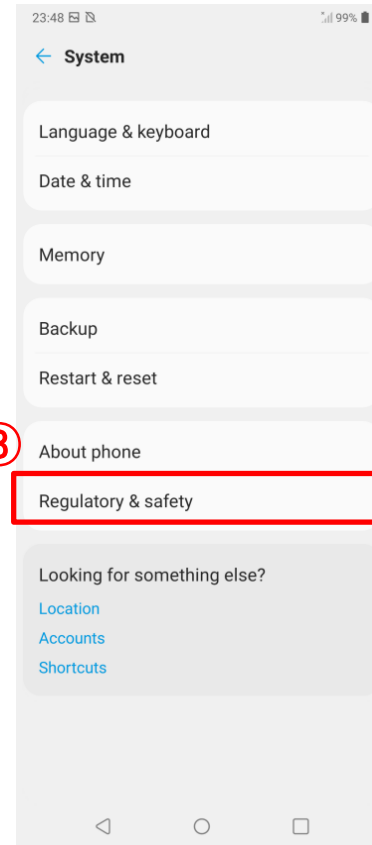 23:48 99%
System
Language & keyboard
Date & time
Memory
Backup
Restart & reset
About phone
Regulatory & safety
Looking for something else?
Location
Accounts
Shortcuts